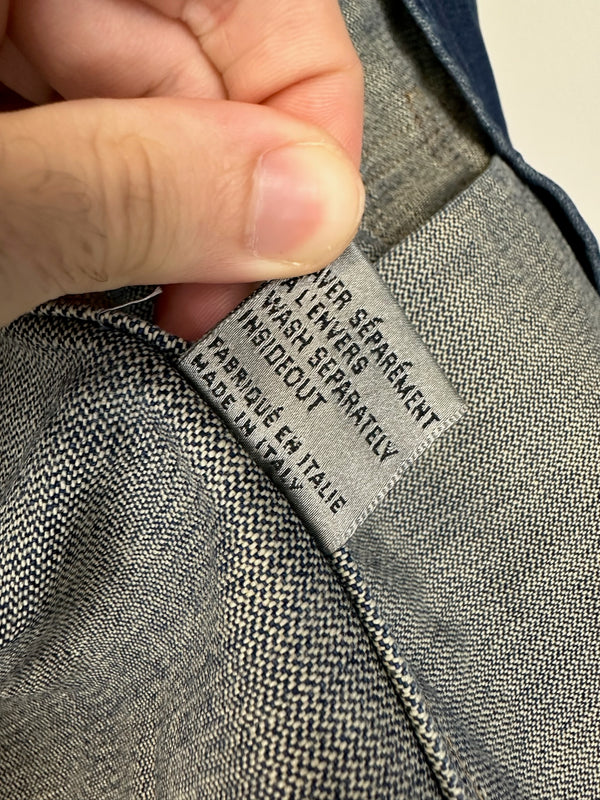 VER SÉPARÉMENT
A L'ENVERS
WASH SEPARATELY
INSIDEOUT
FABRIQUÉ EN ITALIE
MADE IN ITALY